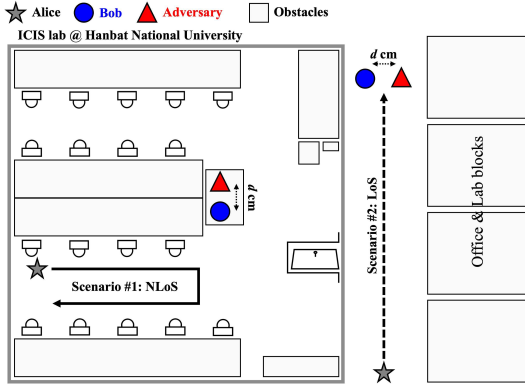 Alice
Bob
Adversary
Obstacles
ICIS lab @ Hanbat National University
d cm
d cm
Scenario #1: NLoS
Scenario #2: LoS
Office & Lab blocks